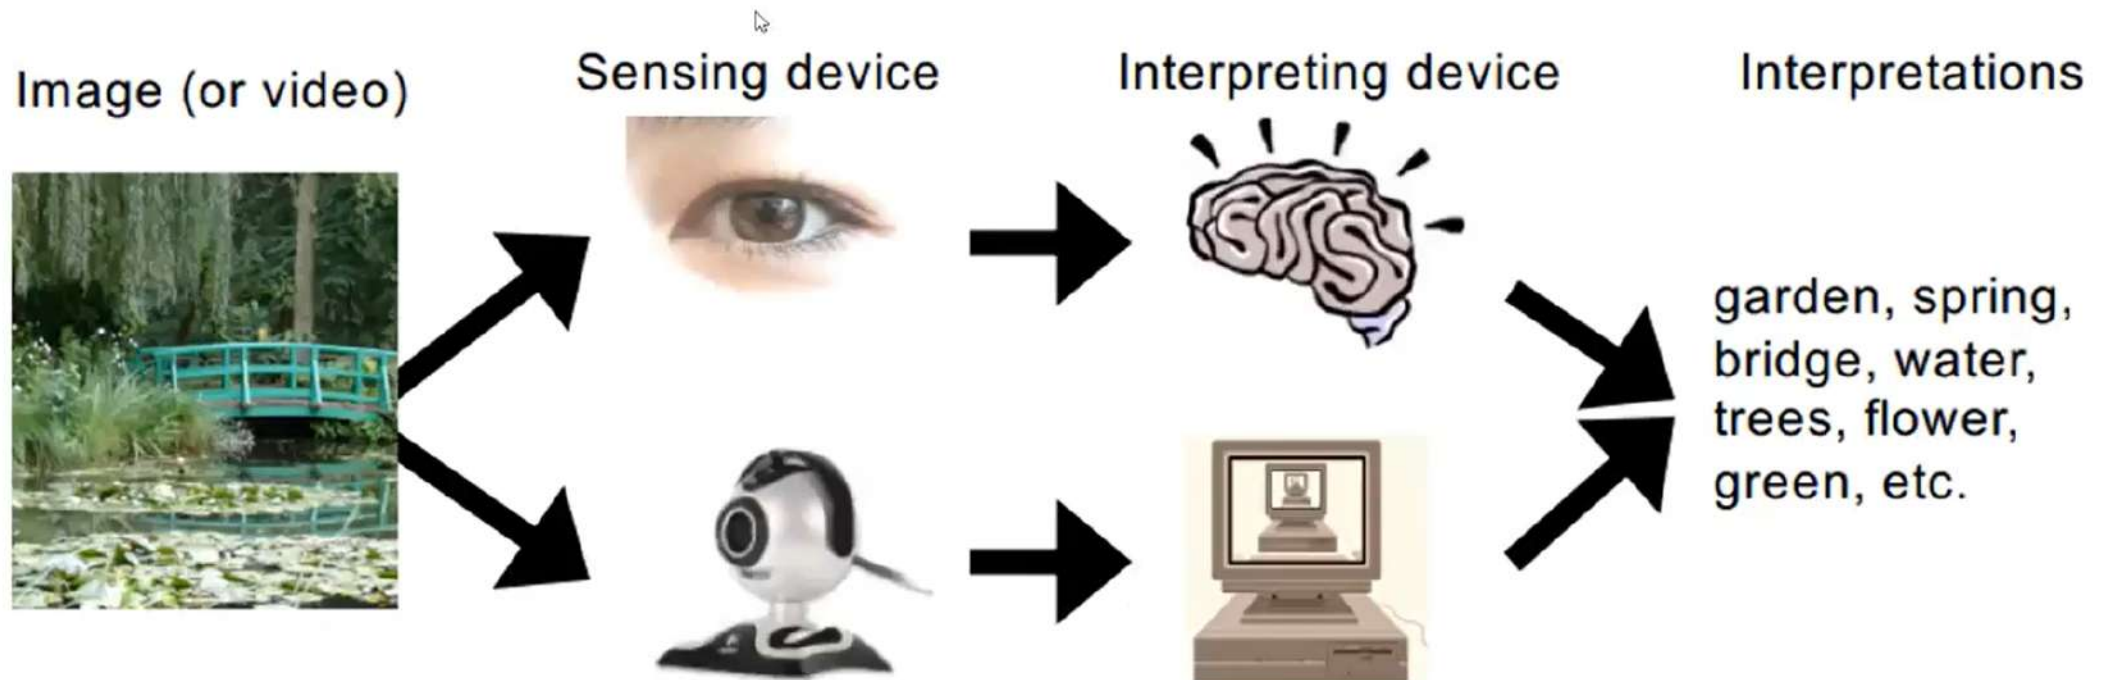 Image (or video)
Sensing device
Interpreting device
Interpretations
garden, spring,
bridge, water,
trees, flower,
green, etc.